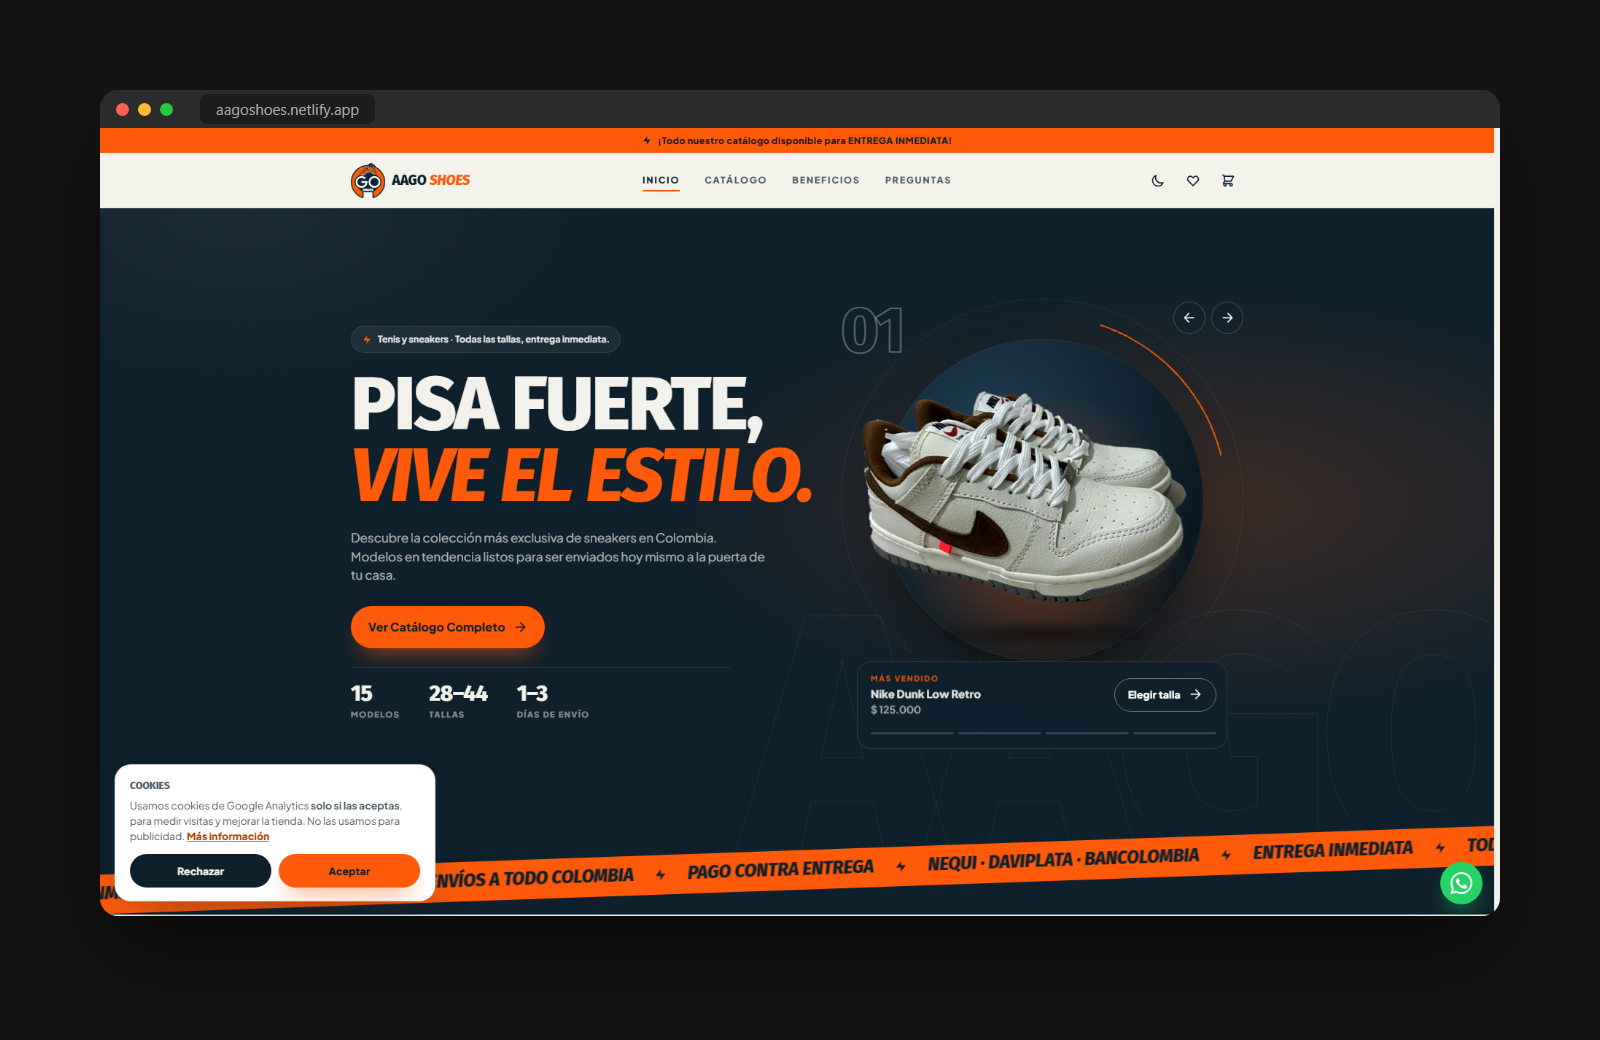 aagoshoes.netlify.app
¡Todo nuestro catálogo disponible para ENTREGA INMEDIATA!
GO
AAGO SHOES
INICIO
CATÁLOGO
BENEFICIOS
PREGUNTAS
Tenis y sneakers · Todas las tallas, entrega inmediata.
PISA FUERTE,
VIVE EL ESTILO.
Descubre la colección más exclusiva de sneakers en Colombia.
Modelos en tendencia listos para ser enviados hoy mismo a la puerta de
tu casa.
Ver Catálogo Completo
15
MODELOS
28–44
TALLAS
1–3
DÍAS DE ENVÍO
01
MÁS VENDIDO
Nike Dunk Low Retro
$ 125.000
Elegir talla
AAGO
COOKIES
Usamos cookies de Google Analytics solo si las aceptas,
para medir visitas y mejorar la tienda. No las usamos para
publicidad. Más información
Rechazar
Aceptar
NVÍOS A TODO COLOMBIA
PAGO CONTRA ENTREGA
NEQUI · DAVIPLATA · BANCOLOMBIA
ENTREGA INMEDIATA
TOD